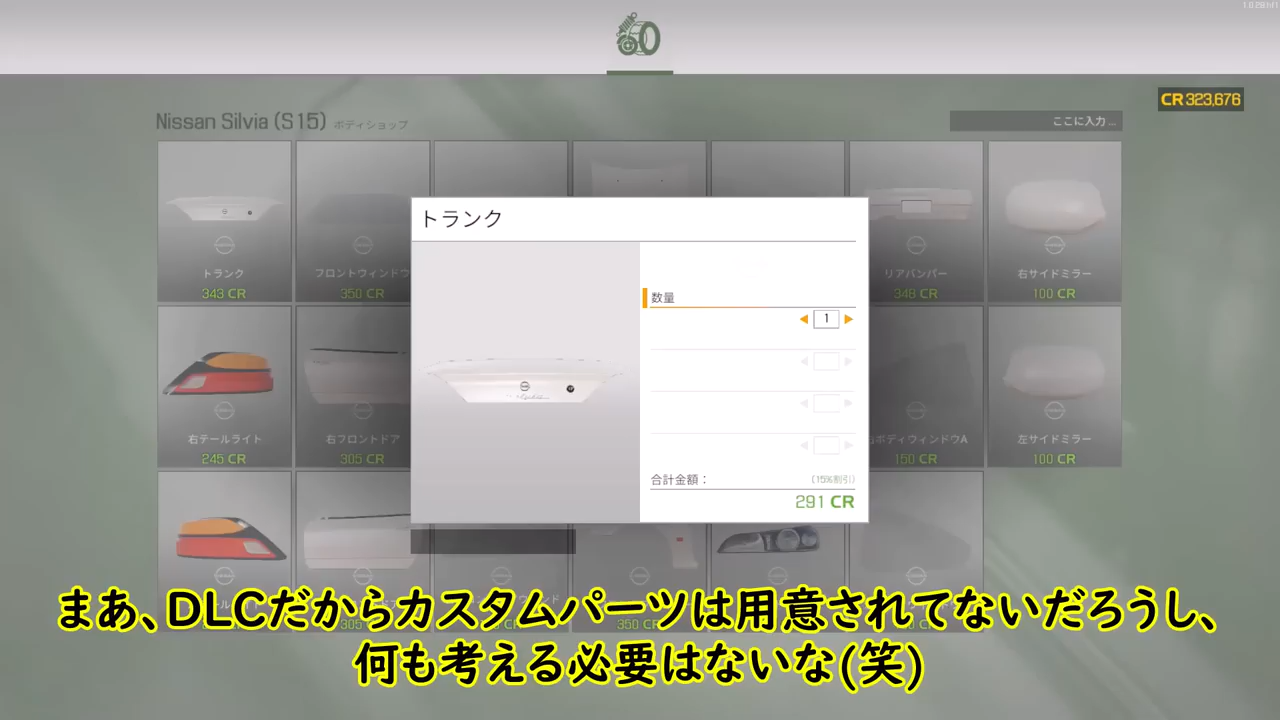 CR 323,676
Nissan Silvia (S15) ボディショップ
ここに入力 ...
トランク
343 CR
フロントウィンドウ
350 CR
リアバンパー
348 CR
右サイドミラー
100 CR
トランク
数量
1
合計金額：
(15%割引)
291 CR
右テールライト
245 CR
右フロントドア
305 CR
右ボディウィンドウA
150 CR
左サイドミラー
100 CR
まあ、DLCだからカスタムパーツは用意されてないだろうし、
何も考える必要はないな(笑)